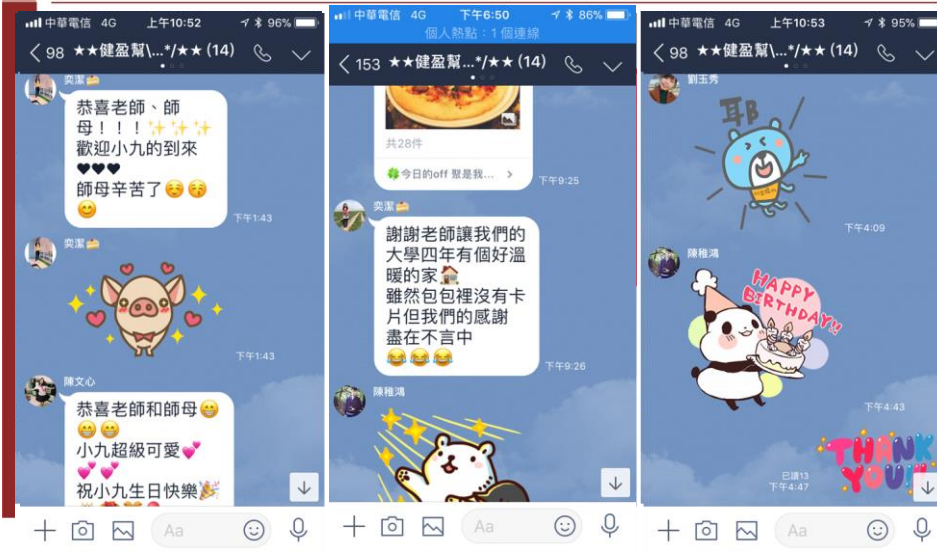 中華電信 4G 上午10:52 96%
98 ★★健盈幫\...*/★★ (14)
奕潔
恭喜老師、師
母！！！✨✨✨
歡迎小九的到來
♥♥♥
師母辛苦了☺️😚
😊
下午1:43
奕潔
下午1:43
陳文心
恭喜老師和師母😁
😁😁
小九超級可愛💕
💕💕
祝小九生日快樂🎉
Aa
中華電信 4G 下午6:50 86%
個人熱點：1 個連線
153 ★★健盈幫...*/★★ (14)
共28件
🍀今日的off 聚是我... >
下午9:25
奕潔
謝謝老師讓我們的
大學四年有個好溫
暖的家🏠
雖然包包裡沒有卡
片但我們的感謝
盡在不言中
😂😂😂
下午9:26
陳稚鴻
Aa
中華電信 4G 上午10:53 95%
98 ★★健盈幫\...*/★★ (14)
劉玉秀
耶
下午4:09
陳稚鴻
HAPPY
BIRTHDAY!!
下午4:43
THANK
YOU!!
已讀13
下午4:47
Aa